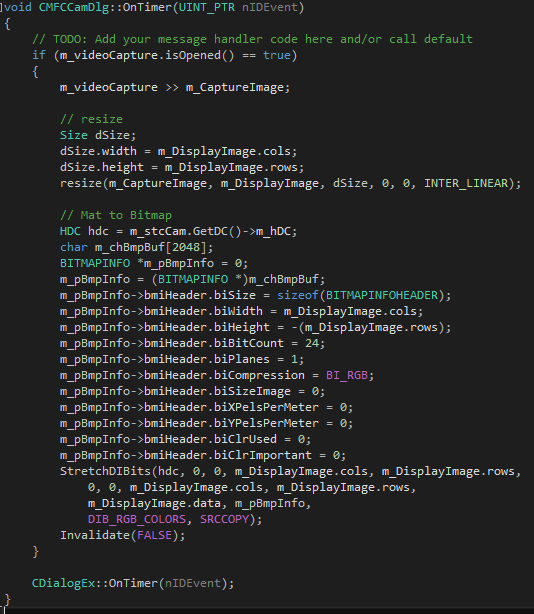 void CMFCCamDlg::OnTimer(UINT_PTR nIDEvent)
{
    // TODO: Add your message handler code here and/or call default
    if (m_videoCapture.isOpened() == true)
    {
        m_videoCapture >> m_CaptureImage;

        // resize
        Size dSize;
        dSize.width = m_DisplayImage.cols;
        dSize.height = m_DisplayImage.rows;
        resize(m_CaptureImage, m_DisplayImage, dSize, 0, 0, INTER_LINEAR);

        // Mat to Bitmap
        HDC hdc = m_stcCam.GetDC()->m_hDC;
        char m_chBmpBuf[2048];
        BITMAPINFO *m_pBmpInfo = 0;
        m_pBmpInfo = (BITMAPINFO *)m_chBmpBuf;
        m_pBmpInfo->bmiHeader.biSize = sizeof(BITMAPINFOHEADER);
        m_pBmpInfo->bmiHeader.biWidth = m_DisplayImage.cols;
        m_pBmpInfo->bmiHeader.biHeight = -(m_DisplayImage.rows);
        m_pBmpInfo->bmiHeader.biBitCount = 24;
        m_pBmpInfo->bmiHeader.biPlanes = 1;
        m_pBmpInfo->bmiHeader.biCompression = BI_RGB;
        m_pBmpInfo->bmiHeader.biSizeImage = 0;
        m_pBmpInfo->bmiHeader.biXPelsPerMeter = 0;
        m_pBmpInfo->bmiHeader.biYPelsPerMeter = 0;
        m_pBmpInfo->bmiHeader.biClrUsed = 0;
        m_pBmpInfo->bmiHeader.biClrImportant = 0;
        StretchDIBits(hdc, 0, 0, m_DisplayImage.cols, m_DisplayImage.rows,
            0, 0, m_DisplayImage.cols, m_DisplayImage.rows,
            m_DisplayImage.data, m_pBmpInfo,
            DIB_RGB_COLORS, SRCCOPY);
        Invalidate(FALSE);
    }

    CDialogEx::OnTimer(nIDEvent);
}